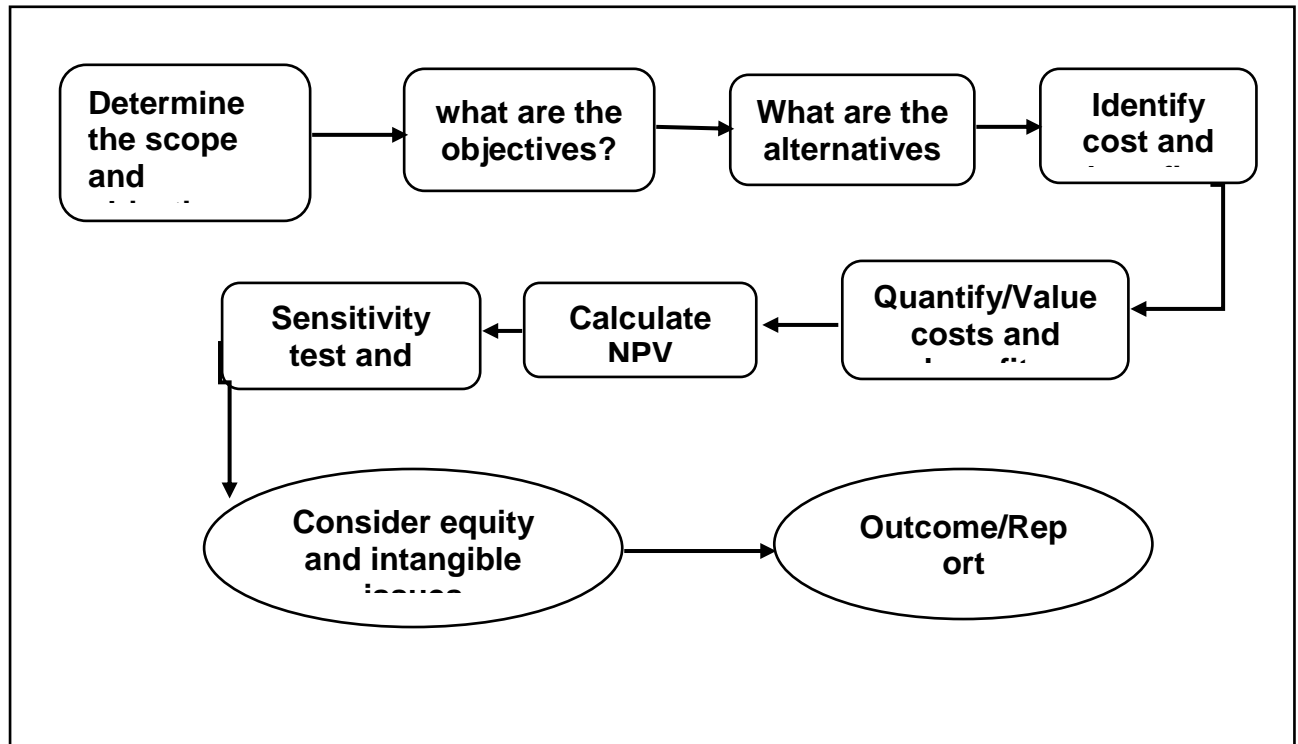 Determine
the scope
and
what are the
objectives?
What are the
alternatives
Identify
cost and
Quantify/Value
costs and
Calculate
NPV
Sensitivity
test and
Consider equity
and intangible
issues
Outcome/Rep
ort